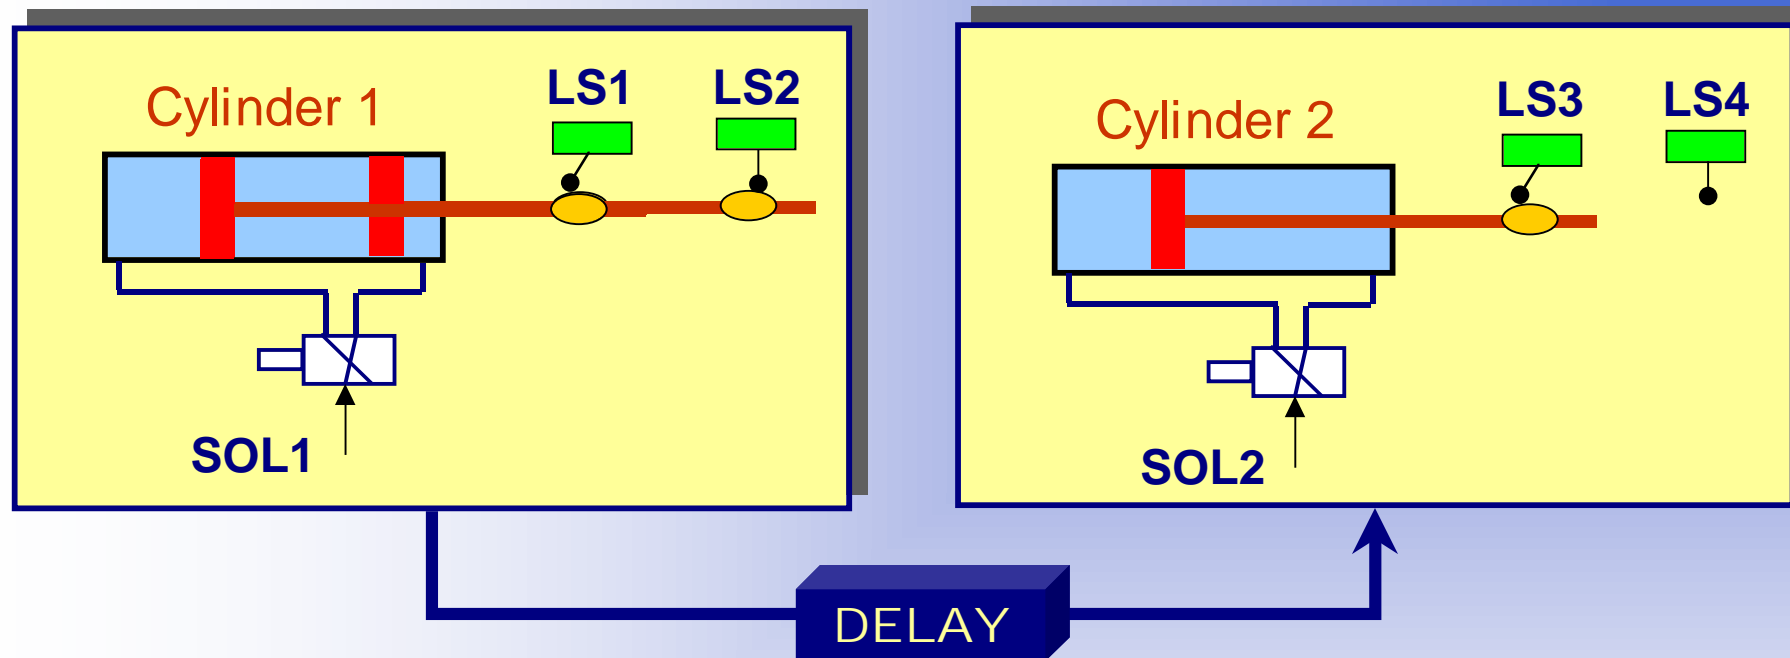 Cylinder 1
LS1
LS2
SOL1
Cylinder 2
LS3
LS4
SOL2
DELAY